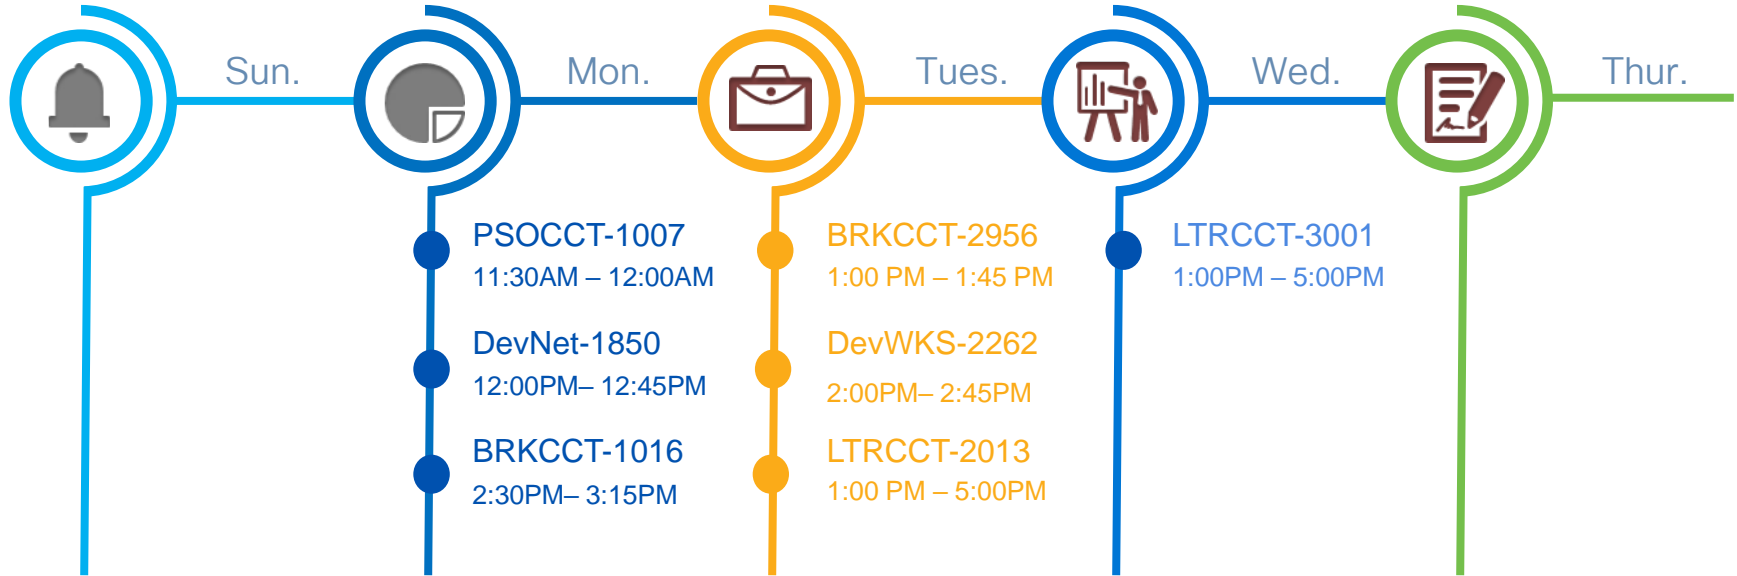 Sun.
Mon.
Tues.
Wed.
Thur.
PSOCCT-1007
11:30AM – 12:00AM
DevNet-1850
12:00PM– 12:45PM
BRKCCT-1016
2:30PM– 3:15PM
BRKCCT-2956
1:00 PM – 1:45 PM
DevWKS-2262
2:00PM– 2:45PM
LTRCCT-2013
1:00 PM – 5:00PM
LTRCCT-3001
1:00PM – 5:00PM